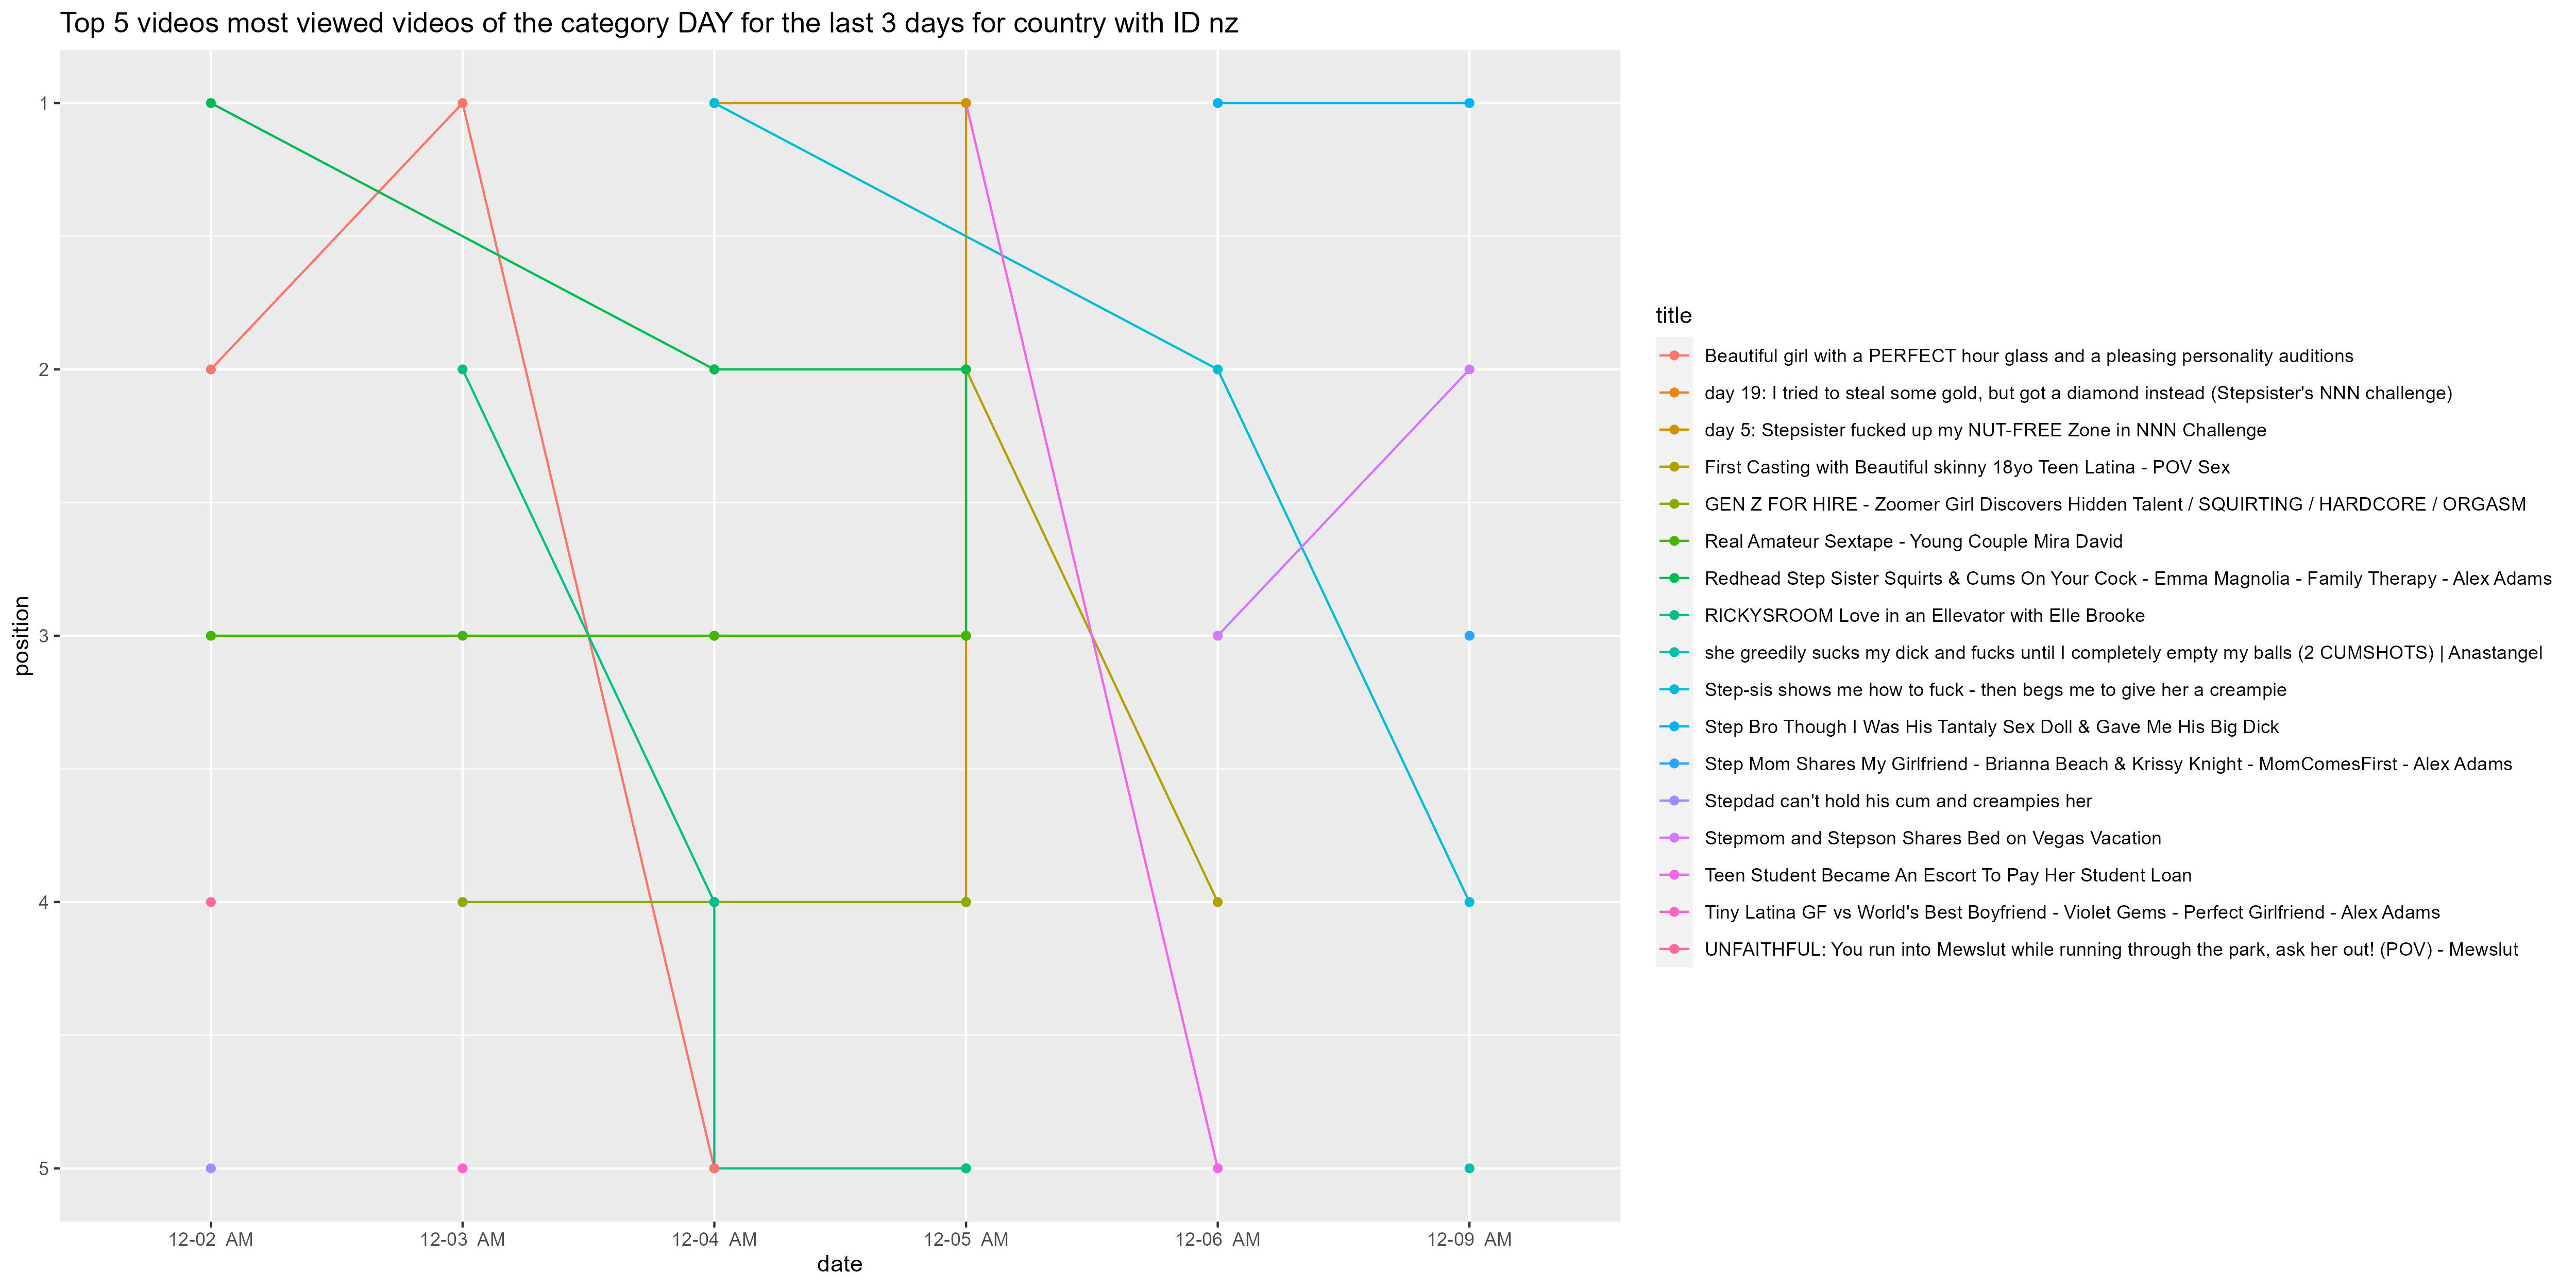 Top 5 videos most viewed videos of the category DAY for the last 3 days for country with ID nz
position
1
2
3
4
5
12-02 AM
12-03 AM
12-04 AM
12-05 AM
12-06 AM
12-09 AM
date
title
Beautiful girl with a PERFECT hour glass and a pleasing personality auditions
day 19: I tried to steal some gold, but got a diamond instead (Stepsister's NNN challenge)
day 5: Stepsister fucked up my NUT-FREE Zone in NNN Challenge
First Casting with Beautiful skinny 18yo Teen Latina - POV Sex
GEN Z FOR HIRE - Zoomer Girl Discovers Hidden Talent / SQUIRTING / HARDCORE / ORGASM
Real Amateur Sextape - Young Couple Mira David
Redhead Step Sister Squirts & Cums On Your Cock - Emma Magnolia - Family Therapy - Alex Adams
RICKYSROOM Love in an Ellevator with Elle Brooke
she greedily sucks my dick and fucks until I completely empty my balls (2 CUMSHOTS) | Anastangel
Step-sis shows me how to fuck - then begs me to give her a creampie
Step Bro Though I Was His Tantaly Sex Doll & Gave Me His Big Dick
Step Mom Shares My Girlfriend - Brianna Beach & Krissy Knight - MomComesFirst - Alex Adams
Stepdad can't hold his cum and creampies her
Stepmom and Stepson Shares Bed on Vegas Vacation
Teen Student Became An Escort To Pay Her Student Loan
Tiny Latina GF vs World's Best Boyfriend - Violet Gems - Perfect Girlfriend - Alex Adams
UNFAITHFUL: You run into Mewslut while running through the park, ask her out! (POV) - Mewslut